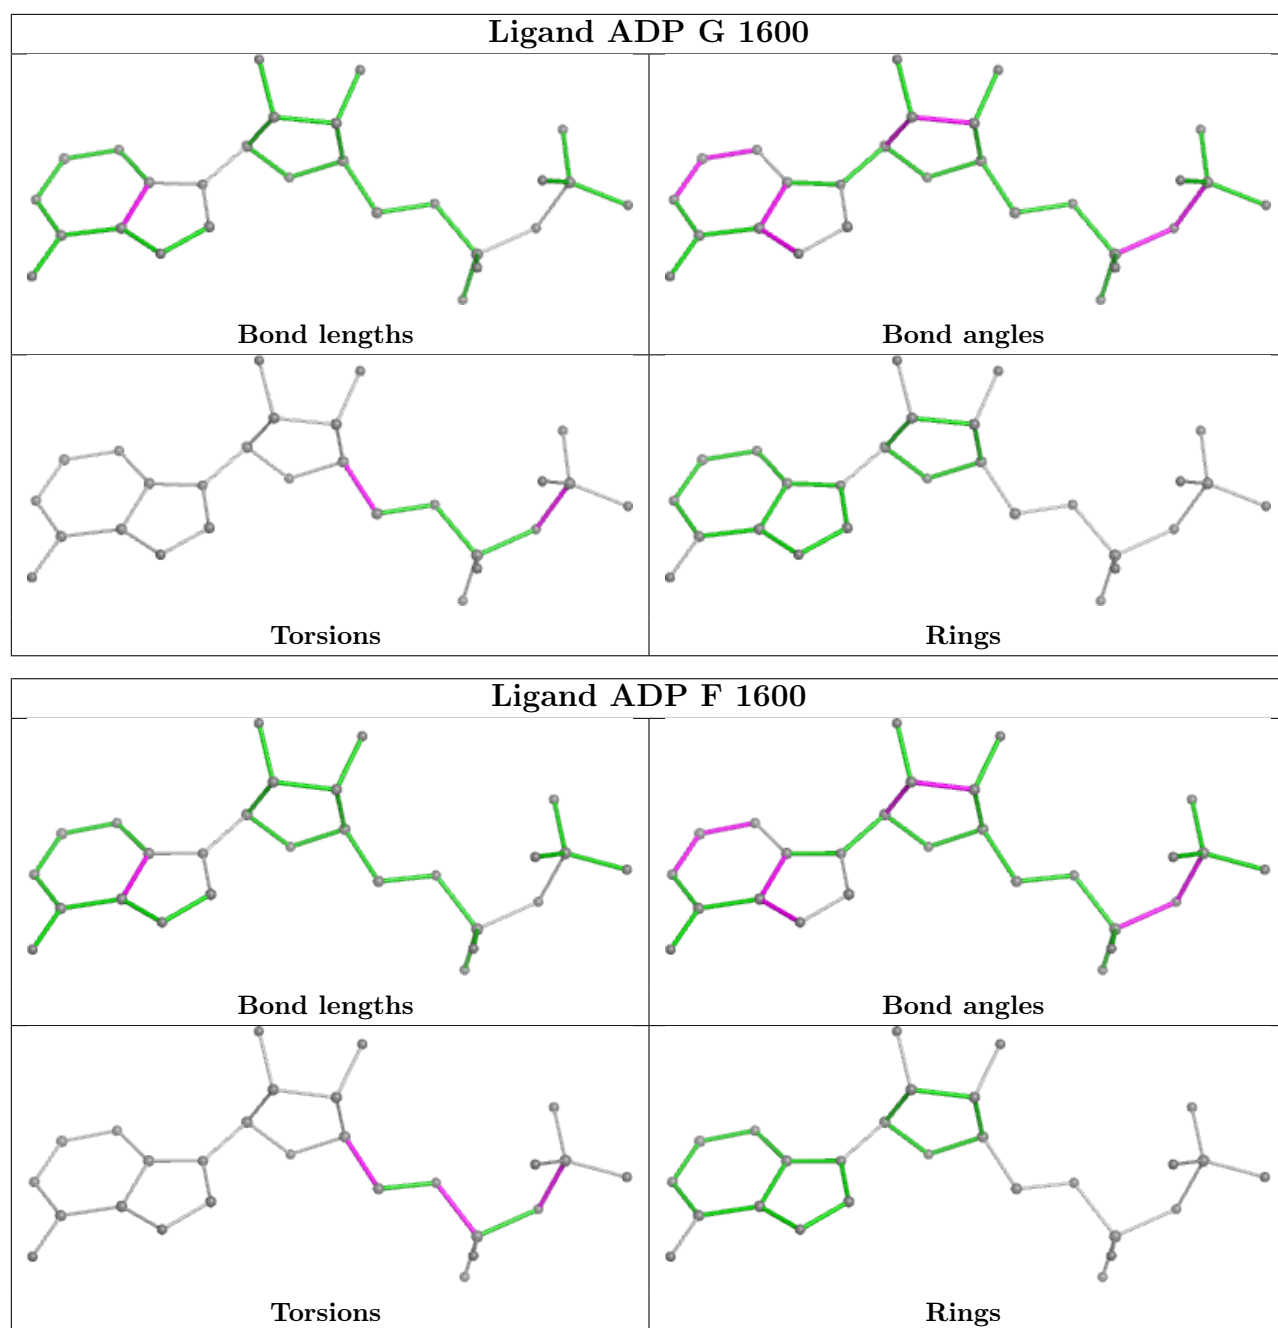 Ligand ADP G 1600
Bond lengths
Bond angles
Torsions
Rings
Ligand ADP F 1600
Bond lengths
Bond angles
Torsions
Rings